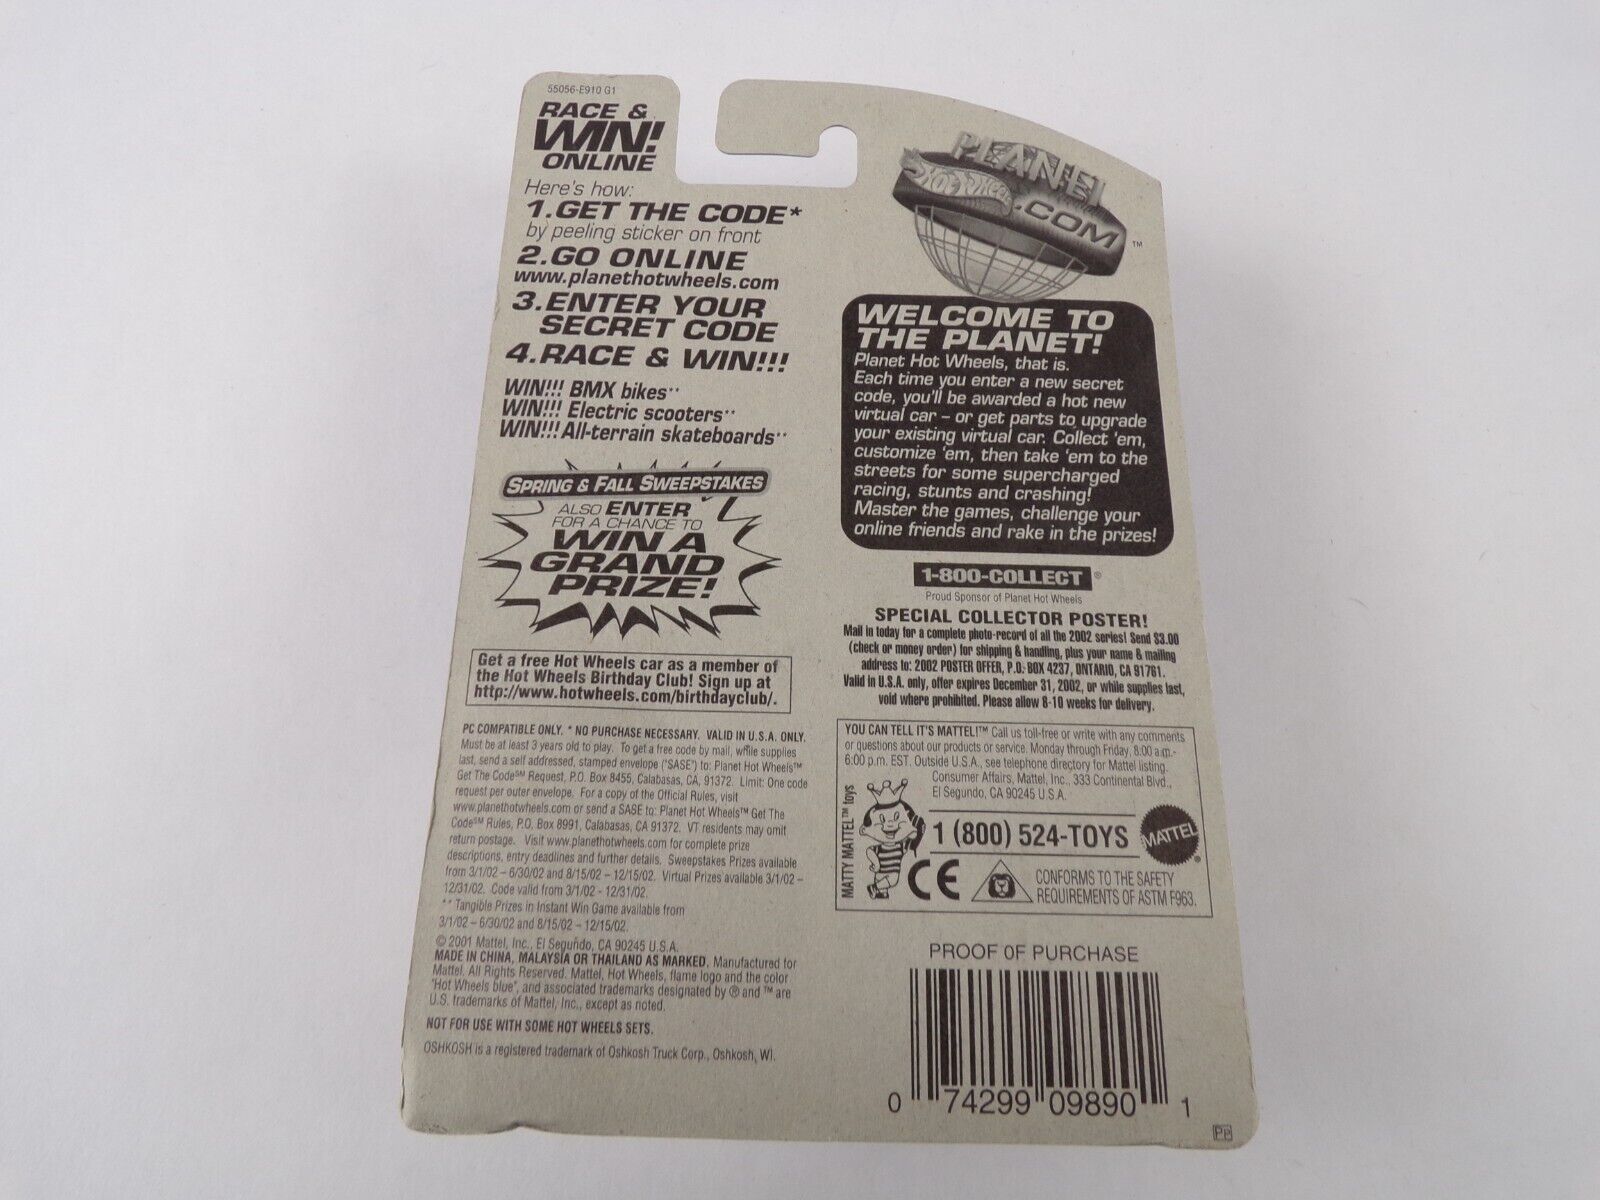 55056-E910 G1
RACE &
WIN!
ONLINE
Here's how:
1.GET THE CODE*
by peeling sticker on front
2.GO ONLINE
www.planethotwheels.com
3.ENTER YOUR
SECRET CODE
4.RACE & WIN!!!
WIN!!! BMX bikes**
WIN!!! Electric scooters**
WIN!!! All-terrain skateboards**
SPRING & FALL SWEEPSTAKES
ALSO ENTER
FOR A CHANCE TO
WIN A
GRAND
PRIZE!
Get a free Hot Wheels car as a member of
the Hot Wheels Birthday Club! Sign up at
http://www.hotwheels.com/birthdayclub/.
PC COMPATIBLE ONLY. * NO PURCHASE NECESSARY. VALID IN U.S.A. ONLY.
Must be at least 3 years old to play. To get a free code by mail, while supplies
last, send a self addressed, stamped envelope ("SASE") to: Planet Hot Wheels™
Get The Code℠ Request, P.O. Box 8455, Calabasas, CA, 91372. Limit: One code
request per outer envelope. For a copy of the Official Rules, visit
www.planethotwheels.com or send a SASE to: Planet Hot Wheels™ Get The
Code℠ Rules, P.O. Box 8991, Calabasas, CA 91372. VT residents may omit
return postage. Visit www.planethotwheels.com for complete prize
descriptions, entry deadlines and further details. Sweepstakes Prizes available
from 3/1/02 – 6/30/02 and 8/15/02 – 12/15/02. Virtual Prizes available 3/1/02 –
12/31/02. Code valid from 3/1/02 - 12/31/02.
** Tangible Prizes in Instant Win Game available from
3/1/02 – 6/30/02 and 8/15/02 – 12/15/02.
© 2001 Mattel, Inc., El Segundo, CA 90245 U.S.A.
MADE IN CHINA, MALAYSIA OR THAILAND AS MARKED. Manufactured for
Mattel. All Rights Reserved. Mattel, Hot Wheels, flame logo and the color
"Hot Wheels blue", and associated trademarks designated by ® and ™ are
U.S. trademarks of Mattel, Inc., except as noted.
NOT FOR USE WITH SOME HOT WHEELS SETS.
OSHKOSH is a registered trademark of Oshkosh Truck Corp., Oshkosh, WI.
PLANET
Hot Wheels
.COM
™
WELCOME TO
THE PLANET!
Planet Hot Wheels, that is.
Each time you enter a new secret
code, you'll be awarded a hot new
virtual car – or get parts to upgrade
your existing virtual car. Collect 'em,
customize 'em, then take 'em to the
streets for some supercharged
racing, stunts and crashing!
Master the games, challenge your
online friends and rake in the prizes!
1-800-COLLECT®
Proud Sponsor of Planet Hot Wheels
SPECIAL COLLECTOR POSTER!
Mail in today for a complete photo-record of all the 2002 series! Send $3.00
(check or money order) for shipping & handling, plus your name & mailing
address to: 2002 POSTER OFFER, P.O. BOX 4237, ONTARIO, CA 91761.
Valid in U.S.A. only, offer expires December 31, 2002, or while supplies last,
void where prohibited. Please allow 8-10 weeks for delivery.
YOU CAN TELL IT'S MATTEL!™ Call us toll-free or write with any comments
or questions about our products or service. Monday through Friday, 8:00 a.m.-
6:00 p.m. EST. Outside U.S.A., see telephone directory for Mattel listing.
Consumer Affairs, Mattel, Inc., 333 Continental Blvd.,
El Segundo, CA 90245 U.S.A.
MATTY MATTEL™ toys
1 (800) 524-TOYS
MATTEL®
CE
CONFORMS TO THE SAFETY
REQUIREMENTS OF ASTM F963.
PROOF OF PURCHASE
0 74299 09890 1
PP